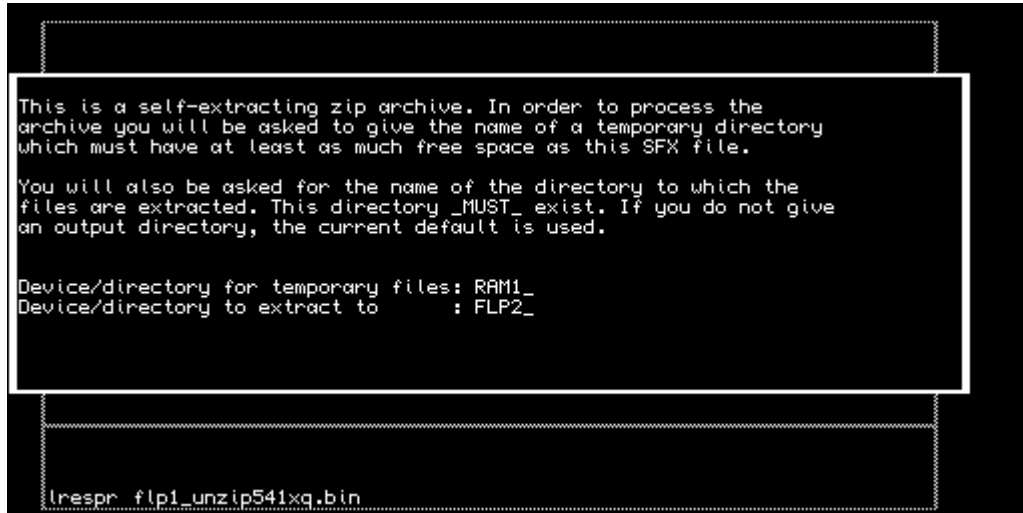 This is a self-extracting zip archive. In order to process the
archive you will be asked to give the name of a temporary directory
which must have at least as much free space as this SFX file.
You will also be asked for the name of the directory to which the
files are extracted. This directory _MUST_ exist. If you do not give
an output directory, the current default is used.
Device/directory for temporary files: RAM1_
Device/directory to extract to : FLP2_
lrespr flp1_unzip541xq.bin